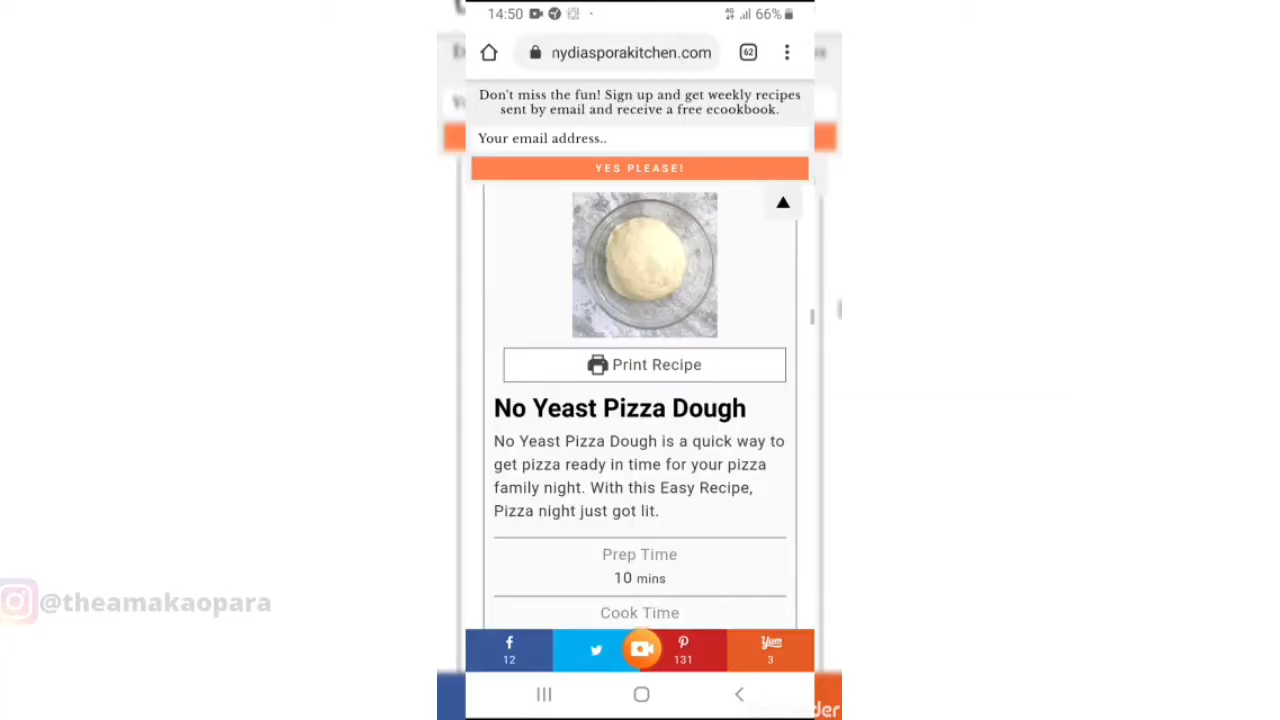 14:50
4G
66%
nydiasporakitchen.com
62
Don't miss the fun! Sign up and get weekly recipes
sent by email and receive a free ecookbook.
Your email address..
YES PLEASE!
Print Recipe
No Yeast Pizza Dough
No Yeast Pizza Dough is a quick way to
get pizza ready in time for your pizza
family night. With this Easy Recipe,
Pizza night just got lit.
Prep Time
10 mins
Cook Time
@theamakaopara
12
131
Yum
3
der